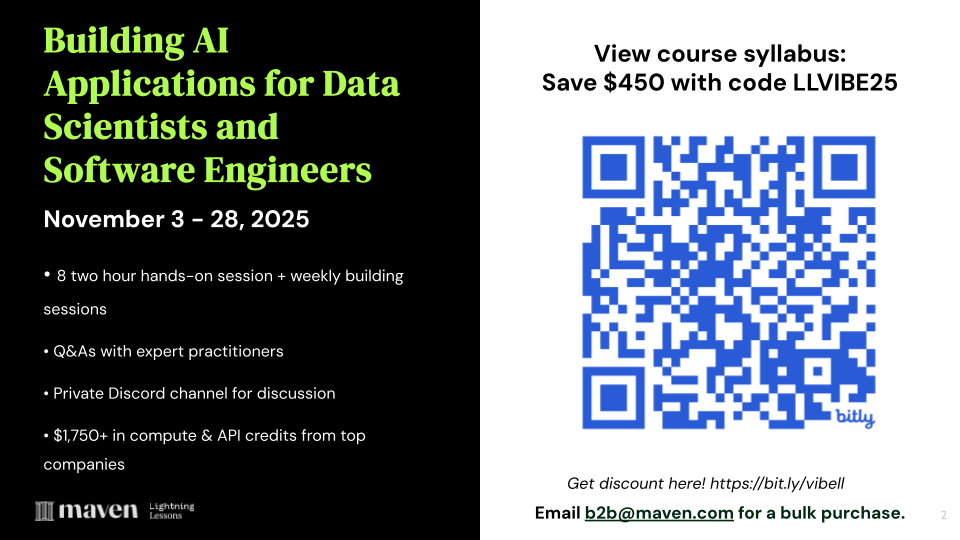 Building AI
Applications for Data
Scientists and
Software Engineers
November 3 – 28, 2025
• 8 two hour hands-on session + weekly building
sessions
• Q&As with expert practitioners
• Private Discord channel for discussion
• $1,750+ in compute & API credits from top
companies
maven Lightning
Lessons
View course syllabus:
Save $450 with code LLVIBE25
bitly
Get discount here! https://bit.ly/vibell
Email b2b@maven.com for a bulk purchase.
2